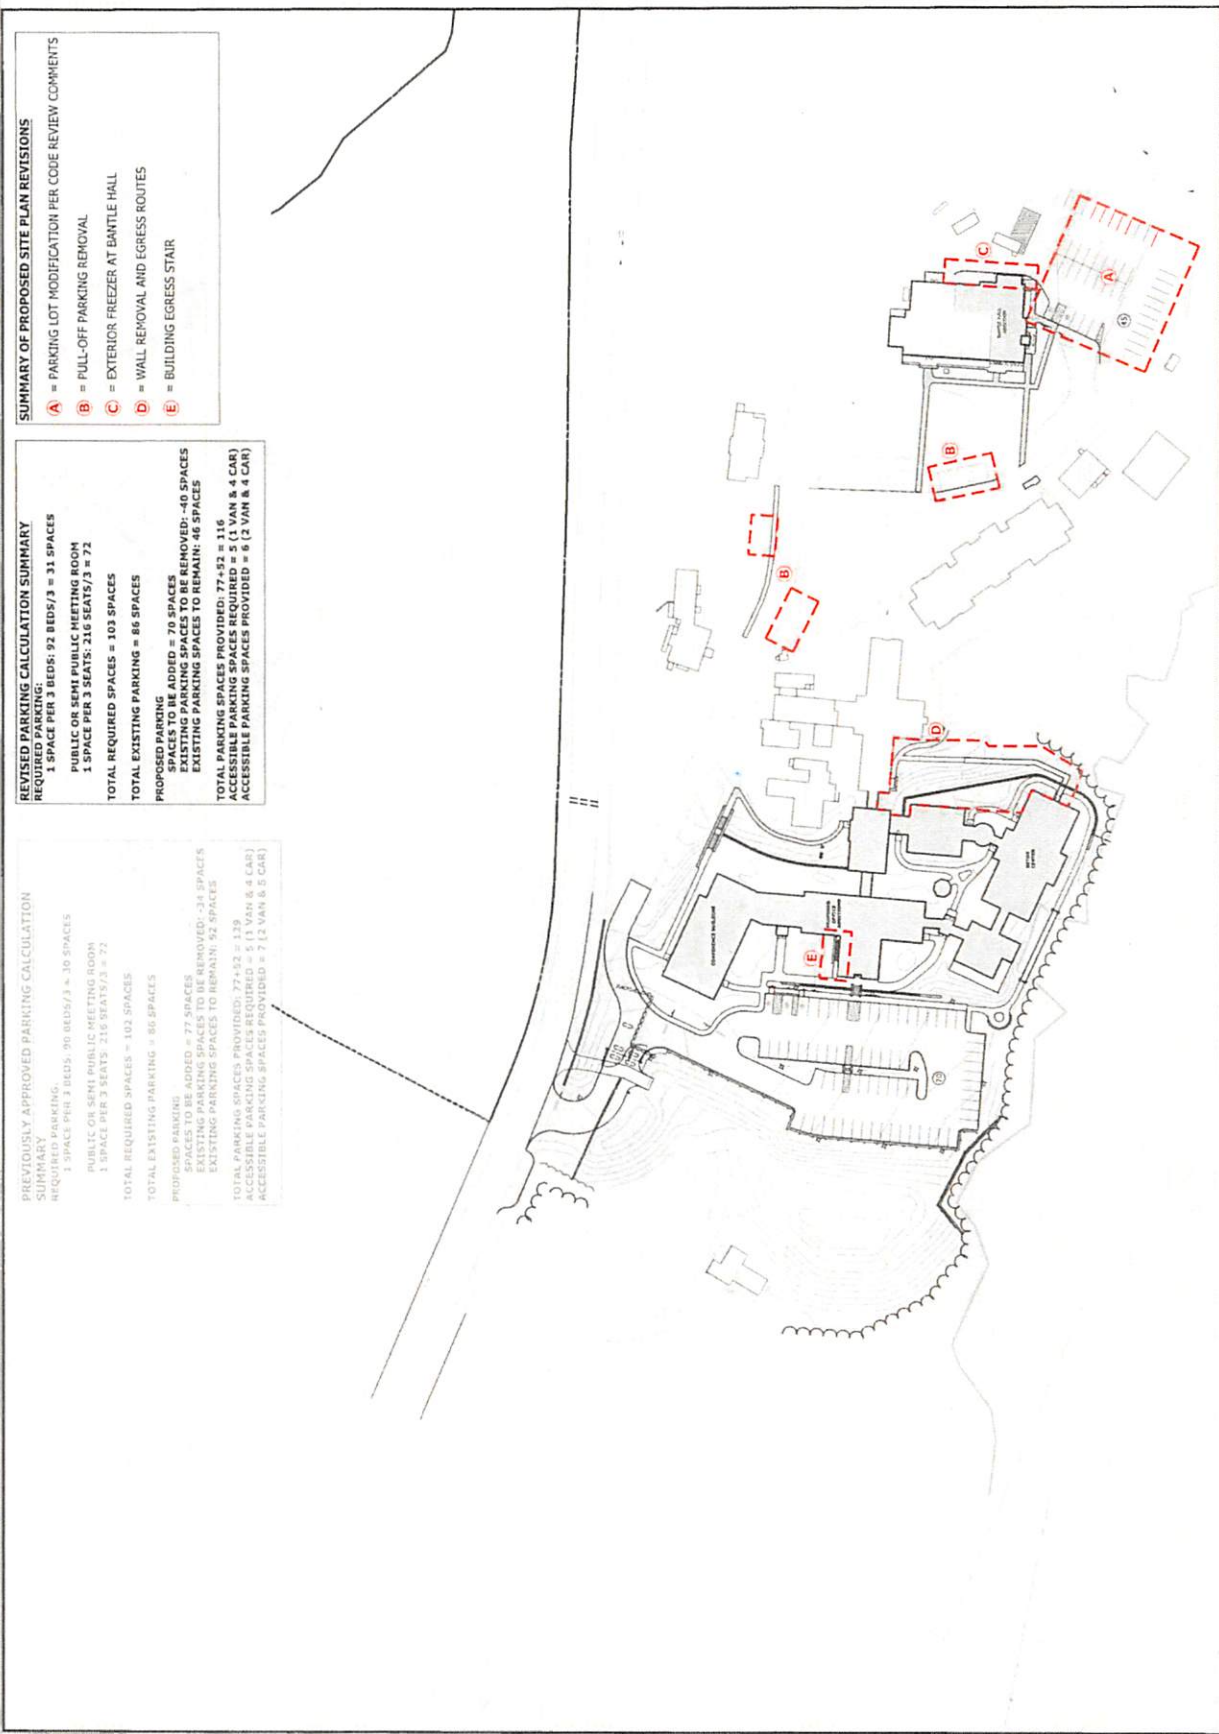 PREVIOUSLY APPROVED PARKING CALCULATION
SUMMARY
REQUIRED PARKING:
1 SPACE PER 3 BEDS: 90 BEDS/3 = 30 SPACES
PUBLIC OR SEMI PUBLIC MEETING ROOM
1 SPACE PER 3 SEATS: 216 SEATS/3 = 72
TOTAL REQUIRED SPACES = 102 SPACES
TOTAL EXISTING PARKING = 86 SPACES
PROPOSED PARKING
SPACES TO BE ADDED = 77 SPACES
EXISTING PARKING SPACES TO BE REMOVED: -34 SPACES
EXISTING PARKING SPACES TO REMAIN: 52 SPACES
TOTAL PARKING SPACES PROVIDED: 77+52 = 129
ACCESSIBLE PARKING SPACES REQUIRED = 5 (1 VAN & 4 CAR)
ACCESSIBLE PARKING SPACES PROVIDED = 7 (2 VAN & 5 CAR)
REVISED PARKING CALCULATION SUMMARY
REQUIRED PARKING:
1 SPACE PER 3 BEDS: 92 BEDS/3 = 31 SPACES
PUBLIC OR SEMI PUBLIC MEETING ROOM
1 SPACE PER 3 SEATS: 216 SEATS/3 = 72
TOTAL REQUIRED SPACES = 103 SPACES
TOTAL EXISTING PARKING = 86 SPACES
PROPOSED PARKING
SPACES TO BE ADDED = 70 SPACES
EXISTING PARKING SPACES TO BE REMOVED: -40 SPACES
EXISTING PARKING SPACES TO REMAIN: 46 SPACES
TOTAL PARKING SPACES PROVIDED: 77+52 = 116
ACCESSIBLE PARKING SPACES REQUIRED = 5 (1 VAN & 4 CAR)
ACCESSIBLE PARKING SPACES PROVIDED = 6 (2 VAN & 4 CAR)
SUMMARY OF PROPOSED SITE PLAN REVISIONS
A = PARKING LOT MODIFICATION PER CODE REVIEW COMMENTS
B = PULL-OFF PARKING REMOVAL
C = EXTERIOR FREEZER AT BANTLE HALL
D = WALL REMOVAL AND EGRESS ROUTES
E = BUILDING EGRESS STAIR
CONFERENCE BUILDING
E
D
B
B
C
A
45
70